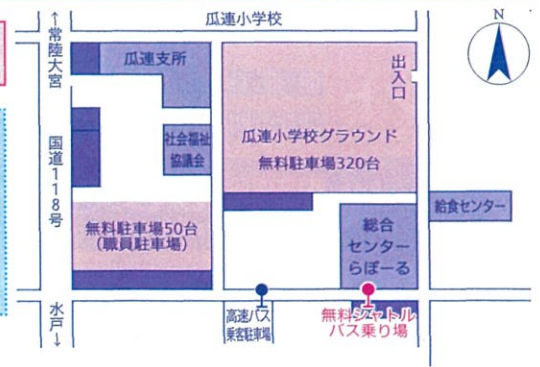 瓜連小学校
N
↑常陸大宮
国道118号
水戸↓
瓜連支所
出入口
社会福祉
協議会
瓜連小学校グラウンド
無料駐車場320台
無料駐車場50台
(職員駐車場)
給食センター
総合
センター
らぽーる
高速バス
乗客駐車場
無料シャトル
バス乗り場